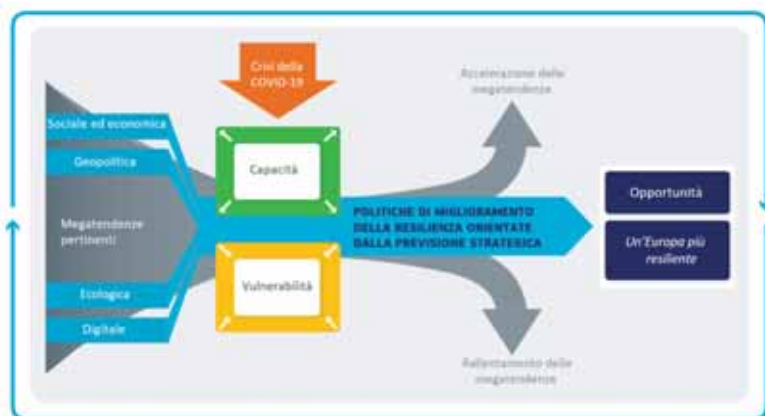 Crisi della
COVID-19
Accelerazione delle
megatendenze
Sociale ed economica
Geopolitica
Megatendenze
pertinenti
Ecologica
Digitale
Capacità
Vulnerabilità
POLITICHE DI MIGLIORAMENTO
DELLA RESILIENZA ORIENTATE
DALLA PREVISIONE STRATEGICA
Opportunità
Un'Europa più
resiliente
Rallentamento delle
megatendenze